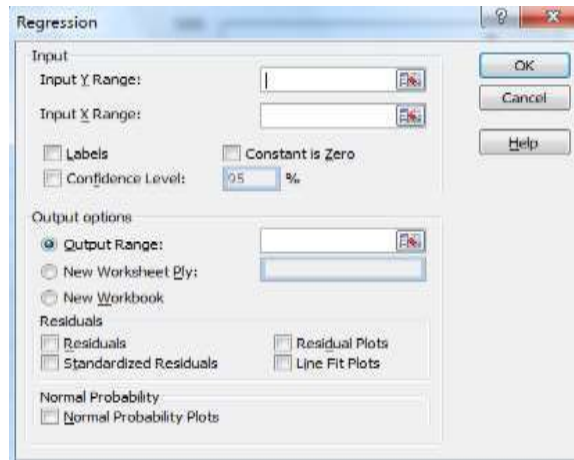 Regression
Input
Input Y Range:
Input X Range:
Labels
Constant is Zero
Confidence Level:
95
%
Output options
Output Range:
New Worksheet Ply:
New Workbook
Residuals
Residuals
Residual Plots
Standardized Residuals
Line Fit Plots
Normal Probability
Normal Probability Plots
OK
Cancel
Help